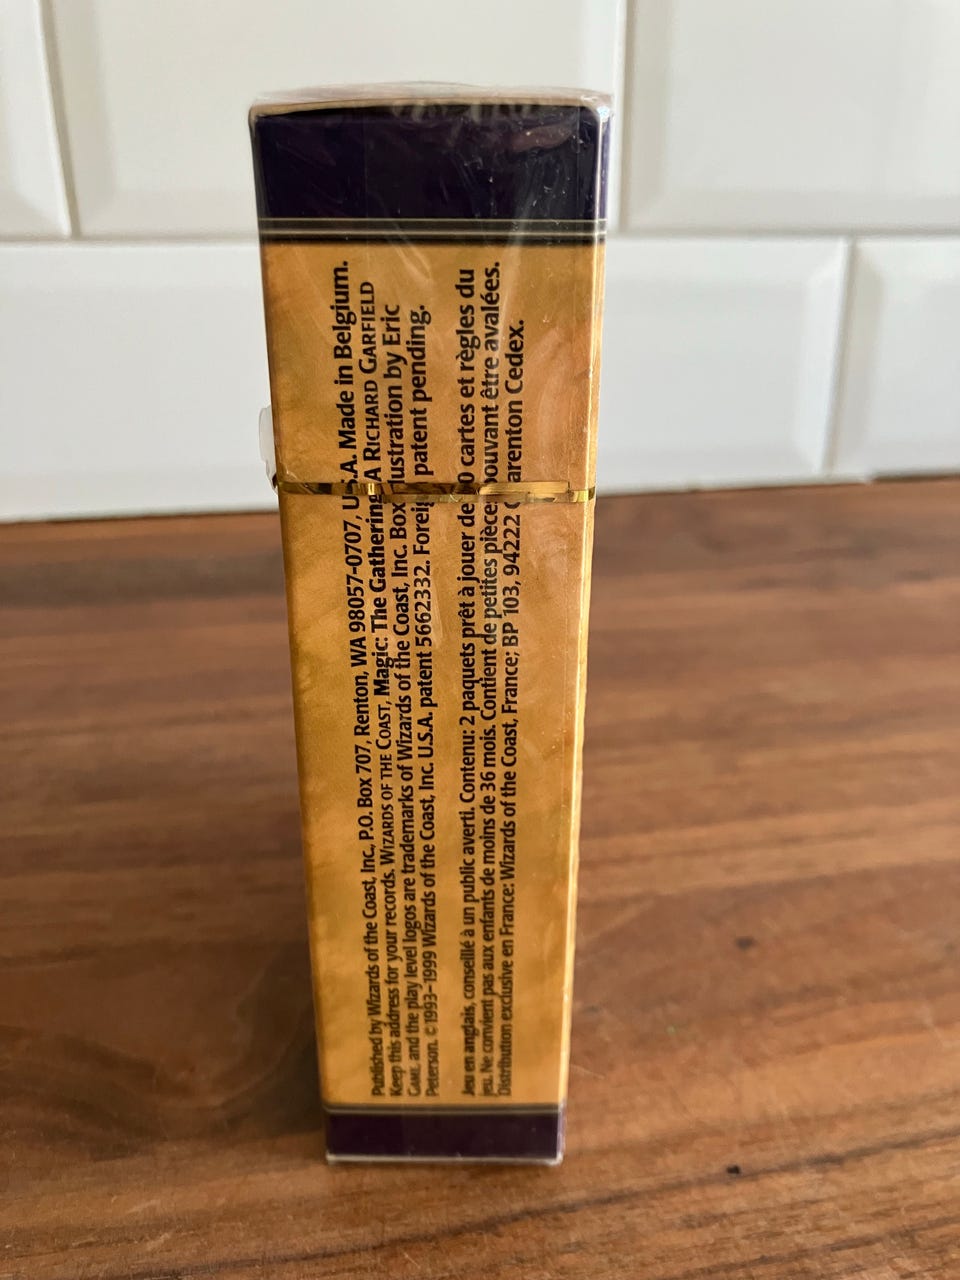 Published by Wizards of the Coast, Inc., P.O. Box 707, Renton, WA 98057-0707, U.S.A. Made in Belgium.
Keep this address for your records. WIZARDS OF THE COAST, Magic: The Gathering, A RICHARD GARFIELD
GAME, and the play level logos are trademarks of Wizards of the Coast, Inc. Box illustration by Eric
Peterson. ©1993–1999 Wizards of the Coast, Inc. U.S.A. patent 5662332. Foreign patent pending.
Jeu en anglais, conseillé à un public averti. Contenu: 2 paquets prêt à jouer de cartes et règles du
jeu. Ne convient pas aux enfants de moins de 36 mois. Contient de petites pièces pouvant être avalées.
Distribution exclusive en France: Wizards of the Coast, France; BP 103, 94222 Charenton Cedex.